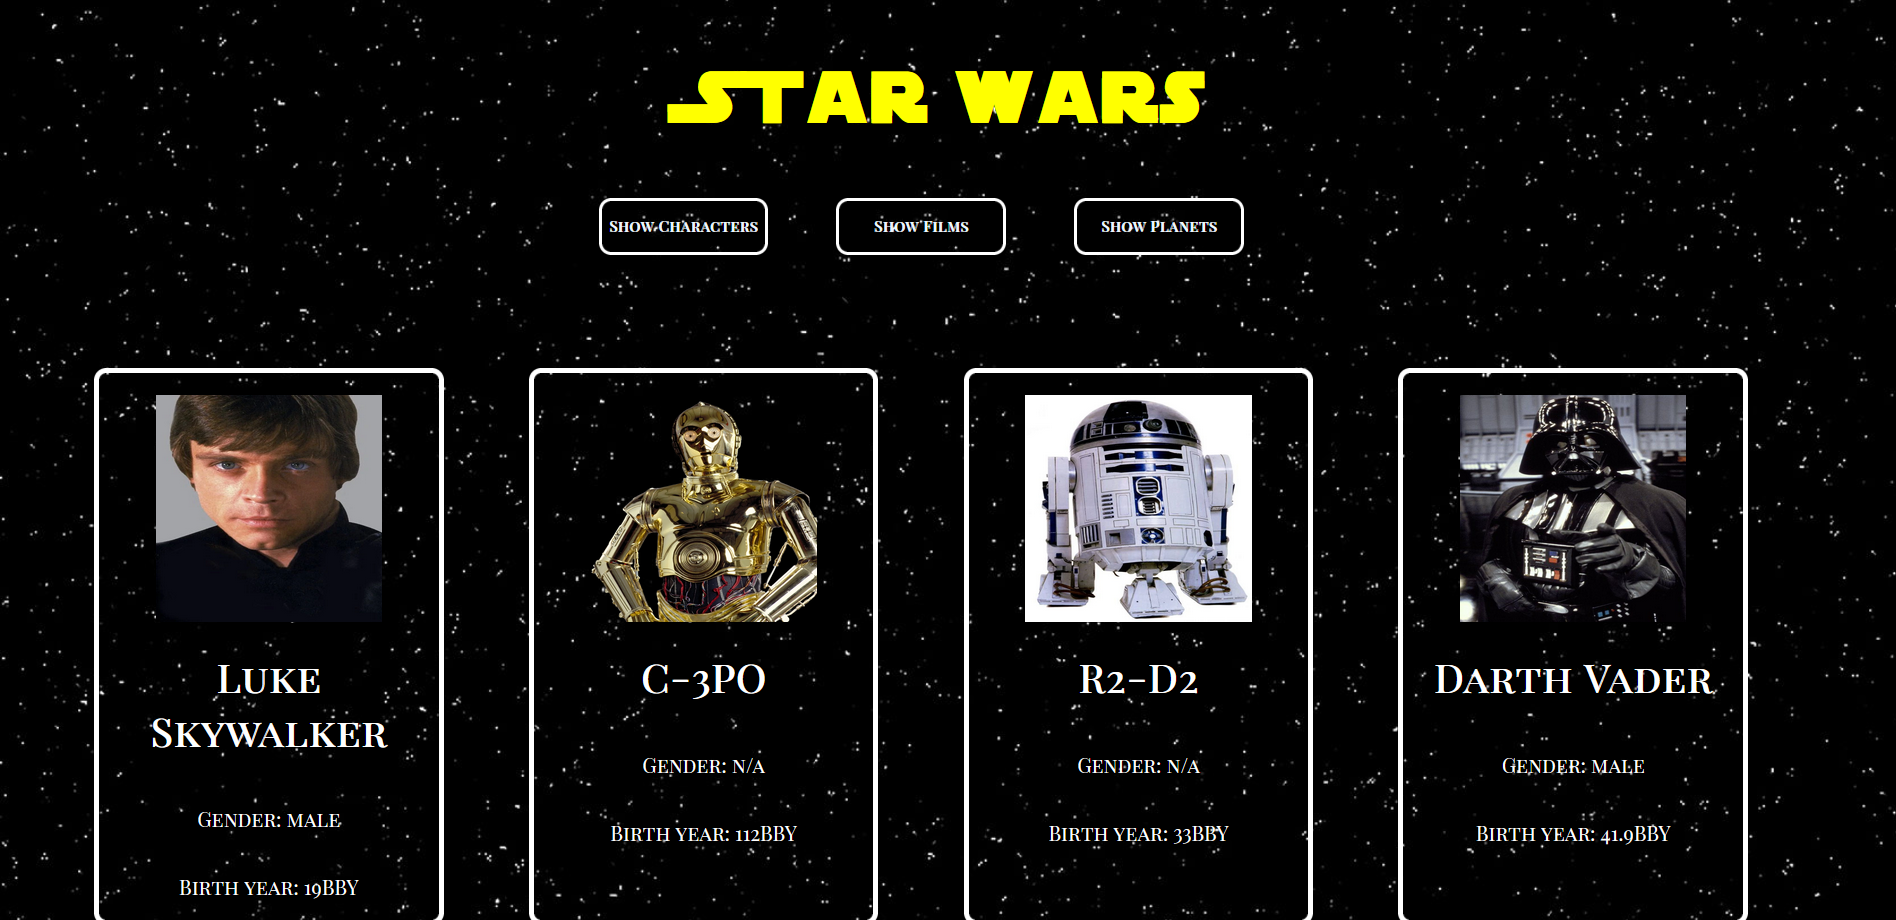 STAR WARS
Show Characters
Show Films
Show Planets
Luke
Skywalker
Gender: male
Birth year: 19BBY
C-3PO
Gender: n/a
Birth year: 112BBY
R2-D2
Gender: n/a
Birth year: 33BBY
Darth Vader
Gender: male
Birth year: 41.9BBY